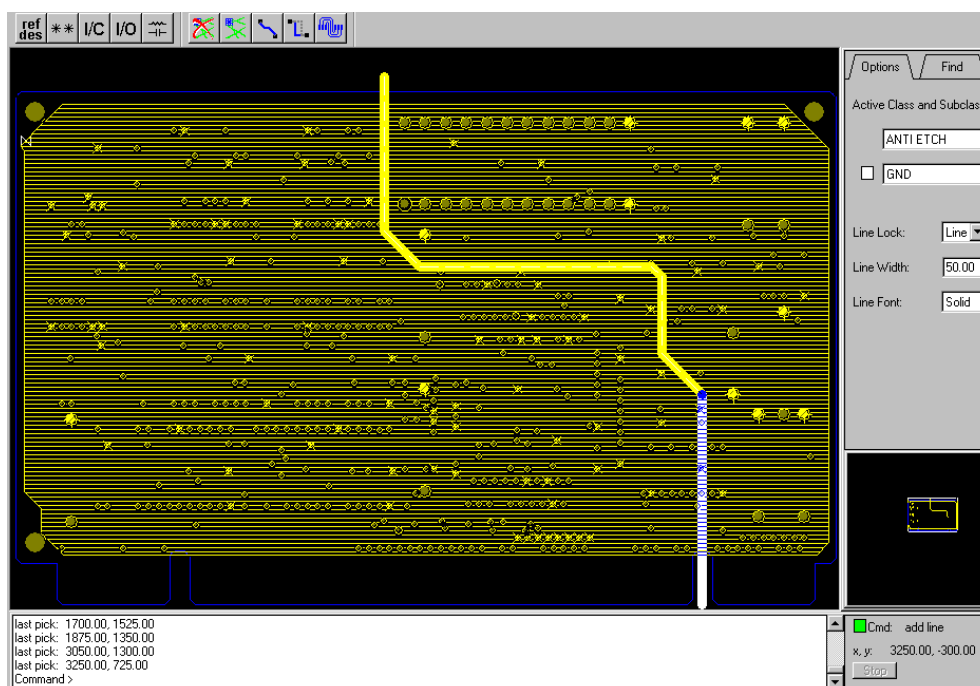 ref
des
** I/C I/O
Options Find
Active Class and Subclas
ANTI ETCH
GND
Line Lock: Line
Line Width: 50.00
Line Font: Solid
last pick: 1700.00, 1525.00
last pick: 1875.00, 1350.00
last pick: 3050.00, 1300.00
last pick: 3250.00, 725.00
Command >
Cmd: add line
x, y: 3250.00, -300.00
Stop